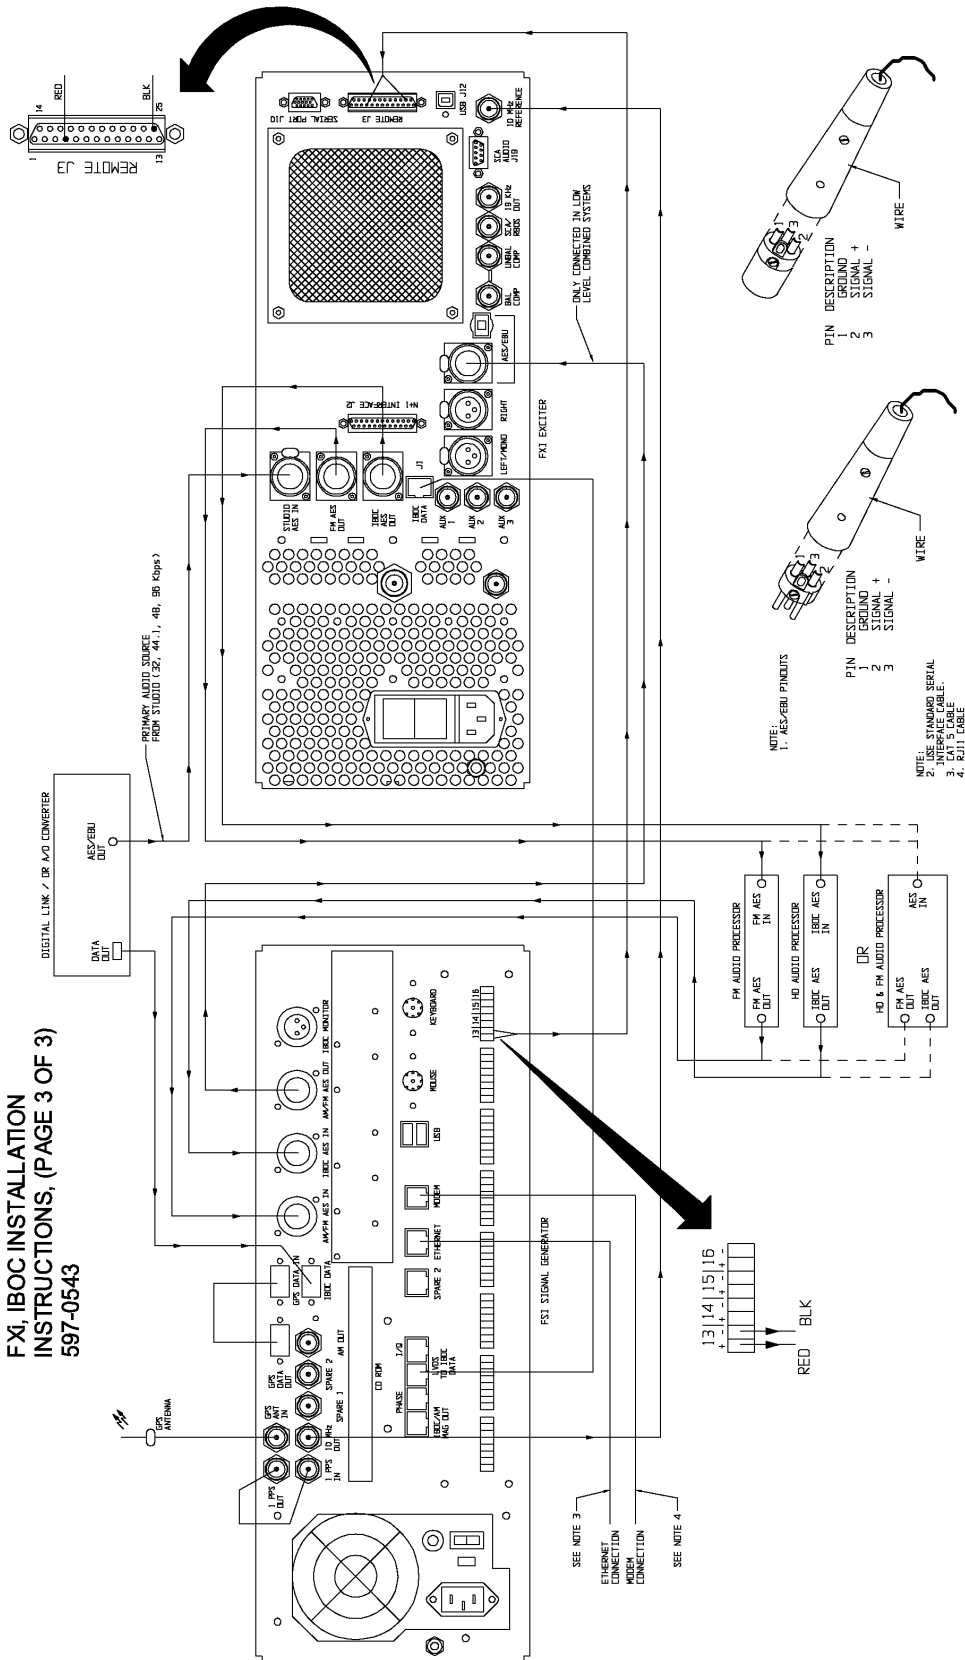 FXi, IBOC INSTALLATION
INSTRUCTIONS, (PAGE 3 OF 3)
597-0543
14
RED
BLK
25
1
13
REMOTE J3
SERIAL PORT J10
REMOTE J3
USB J12
10 MHz
REFERENCE
SCA
AUDIO
J19
19 KHz
OUT
SCA/
RBDS
UNBAL
COMP
BAL
COMP
AES/EBU
RIGHT
LEFT/MONO
FXI EXCITER
N+1 INTERFACE J2
STUDIO
AES IN
FM AES
OUT
IBOC
AES
OUT
J1
IBOC
DATA
AUX
1
AUX
2
AUX
3
ONLY CONNECTED IN LOW
LEVEL COMBINED SYSTEMS
WIRE
1
2
3
PIN DESCRIPTION
1 GROUND
2 SIGNAL +
3 SIGNAL -
WIRE
1
2
3
PIN DESCRIPTION
1 GROUND
2 SIGNAL +
3 SIGNAL -
NOTE:
1. AES/EBU PINOUTS
NOTE:
2. USE STANDARD SERIAL
INTERFACE CABLE.
3. CAT 5 CABLE
4. RJ11 CABLE
PRIMARY AUDIO SOURCE
FROM STUDIO (32, 44.1, 48, 96 Kbps)
DIGITAL LINK / OR A/D CONVERTER
AES/EBU
OUT
DATA
OUT
FM AUDIO PROCESSOR
FM AES
IN
FM AES
OUT
HD AUDIO PROCESSOR
IBOC AES
IN
IBOC AES
OUT
OR
HD & FM AUDIO PROCESSOR
AES
IN
FM AES
OUT
IBOC AES
OUT
IBOC MONITOR
AM/FM AES OUT
IBOC AES IN
AM/FM AES IN
KEYBOARD
MOUSE
USB
MODEM
ETHERNET
SPARE 2
13|14|15|16
FSI SIGNAL GENERATOR
GPS DATA IN
IBOC DATA
GPS
DATA
OUT
AM OUT
SPARE 2
SPARE 1
CD ROM
I/Q
LVDS
TO IBOC
DATA
PHASE
IBOC/AM
MAG OUT
GPS
ANT
IN
GPS
ANTENNA
10 MHz
OUT
1 PPS
OUT
1 PPS
IN
13|14|15|16
+ - + - + - + -
RED
BLK
SEE NOTE 3
ETHERNET
CONNECTION
MODEM
CONNECTION
SEE NOTE 4